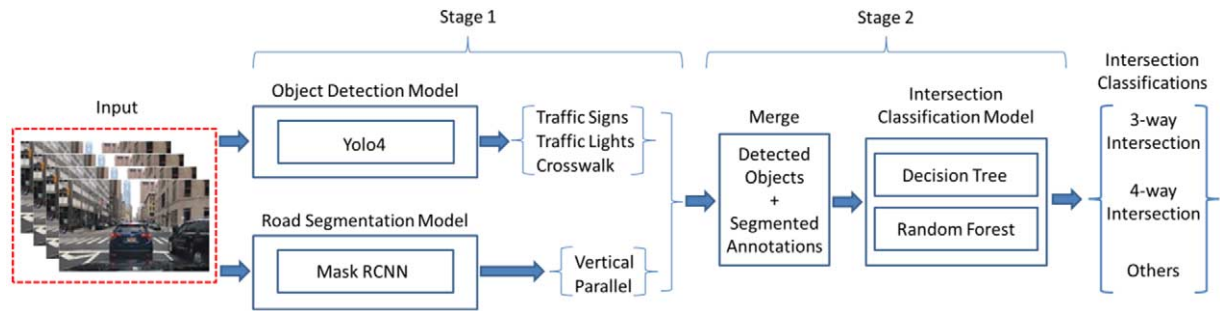 Stage 1
Stage 2
Input
Object Detection Model
Yolo4
Traffic Signs
Traffic Lights
Crosswalk
Road Segmentation Model
Mask RCNN
Vertical
Parallel
Merge
Detected
Objects
+
Segmented
Annotations
Intersection
Classification Model
Decision Tree
Random Forest
Intersection
Classifications
3-way
Intersection
4-way
Intersection
Others